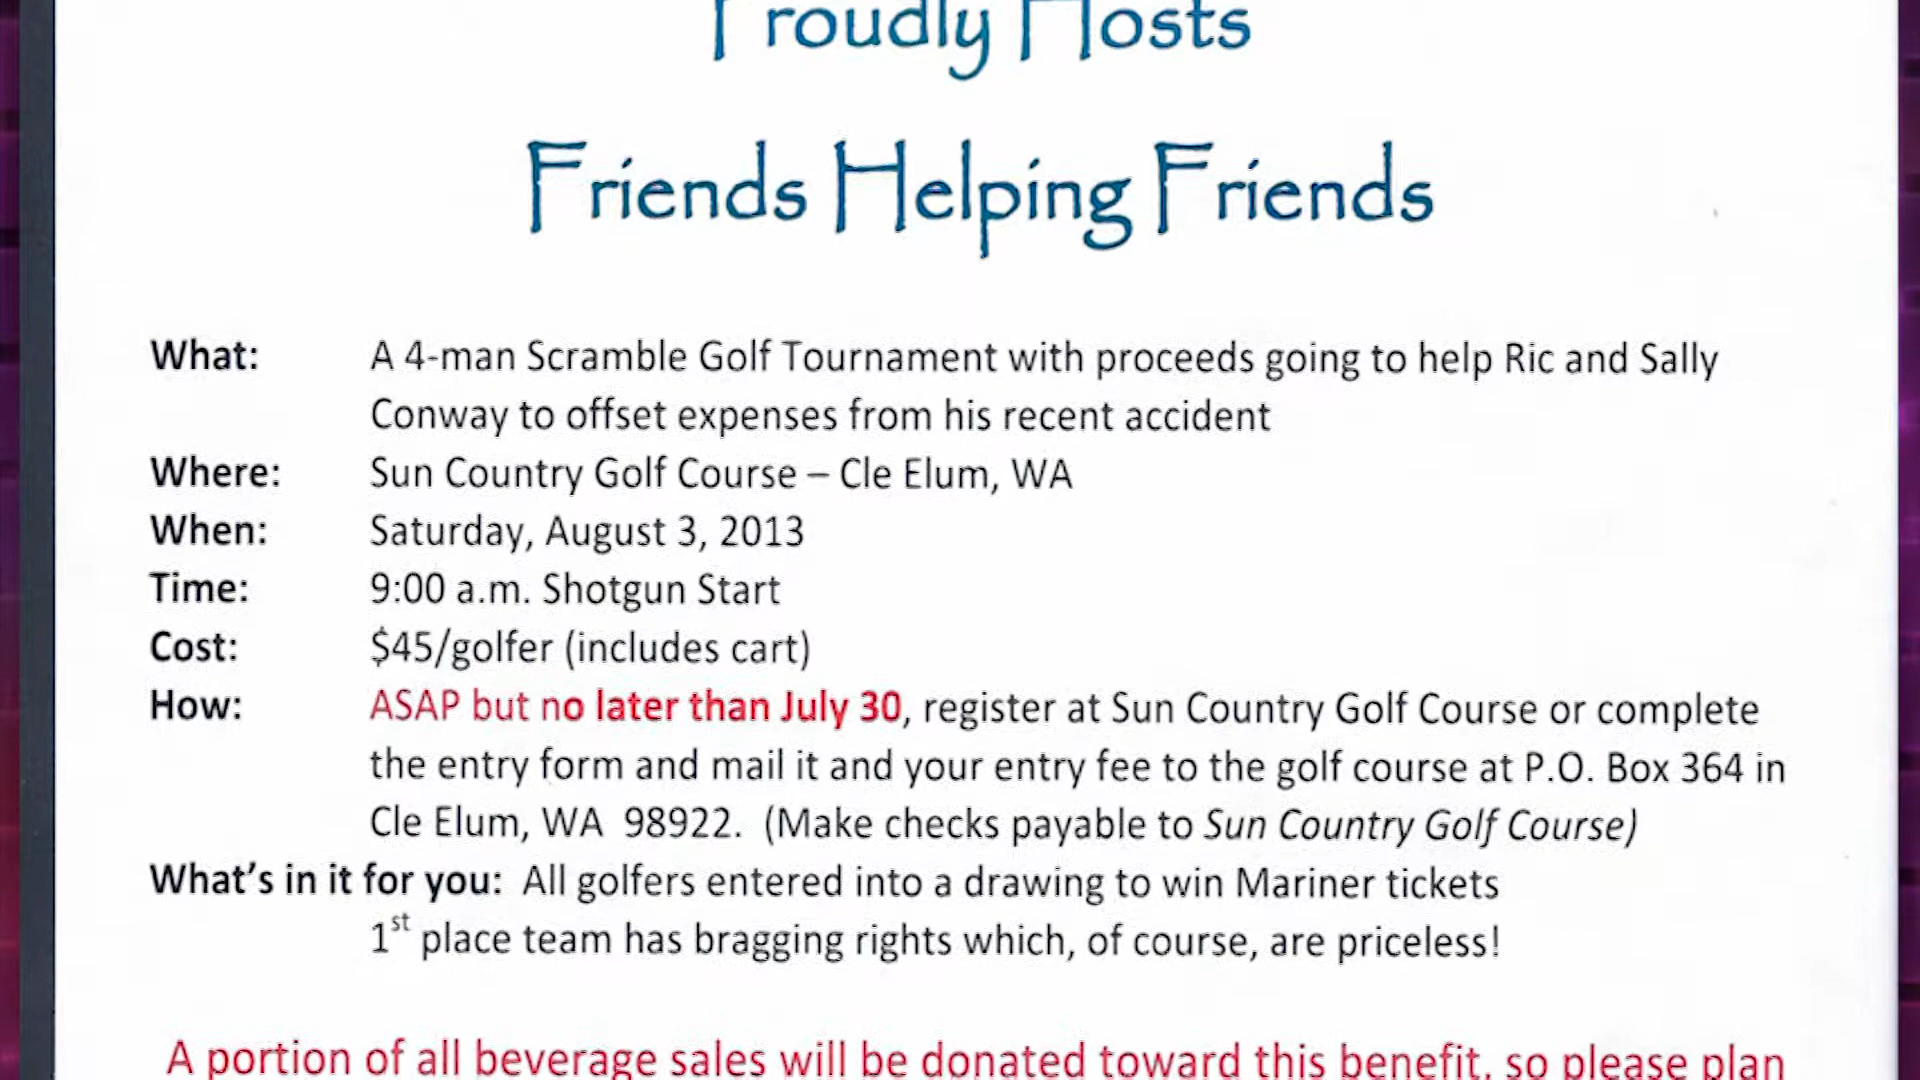 Proudly Hosts
Friends Helping Friends
What: A 4-man Scramble Golf Tournament with proceeds going to help Ric and Sally
Conway to offset expenses from his recent accident
Where: Sun Country Golf Course – Cle Elum, WA
When: Saturday, August 3, 2013
Time: 9:00 a.m. Shotgun Start
Cost: $45/golfer (includes cart)
How: ASAP but no later than July 30, register at Sun Country Golf Course or complete
the entry form and mail it and your entry fee to the golf course at P.O. Box 364 in
Cle Elum, WA 98922. (Make checks payable to Sun Country Golf Course)
What's in it for you: All golfers entered into a drawing to win Mariner tickets
1st place team has bragging rights which, of course, are priceless!
A portion of all beverage sales will be donated toward this benefit, so please plan